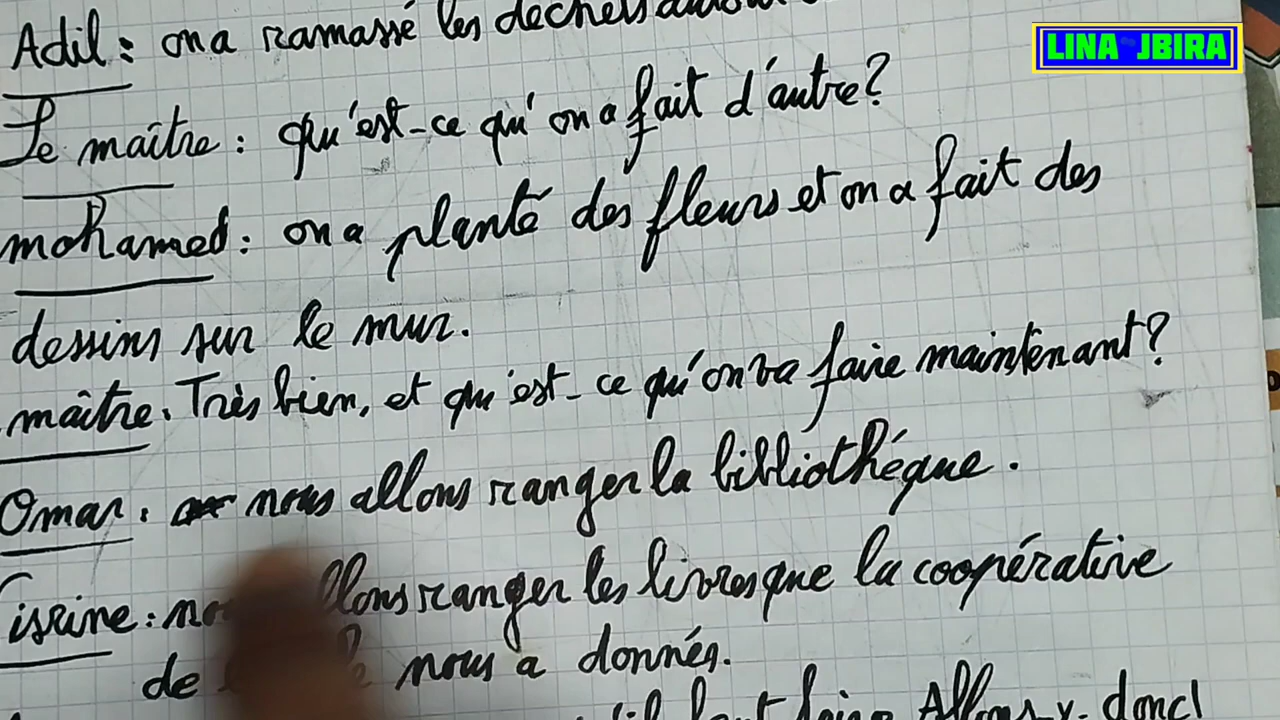 LINA JBIRA
Adil: on a ramassé les déchets
Le maître: qu'est-ce qu'on a fait d'autre?
mohamed: on a planté des fleurs et on a fait des
dessins sur le mur.
maître. Très bien, et qu'est-ce qu'on va faire maintenant?
Omar: nous allons ranger la bibliothéque.
ranger les livres que la coopérative
de nous a donnés.
Allons-y donc